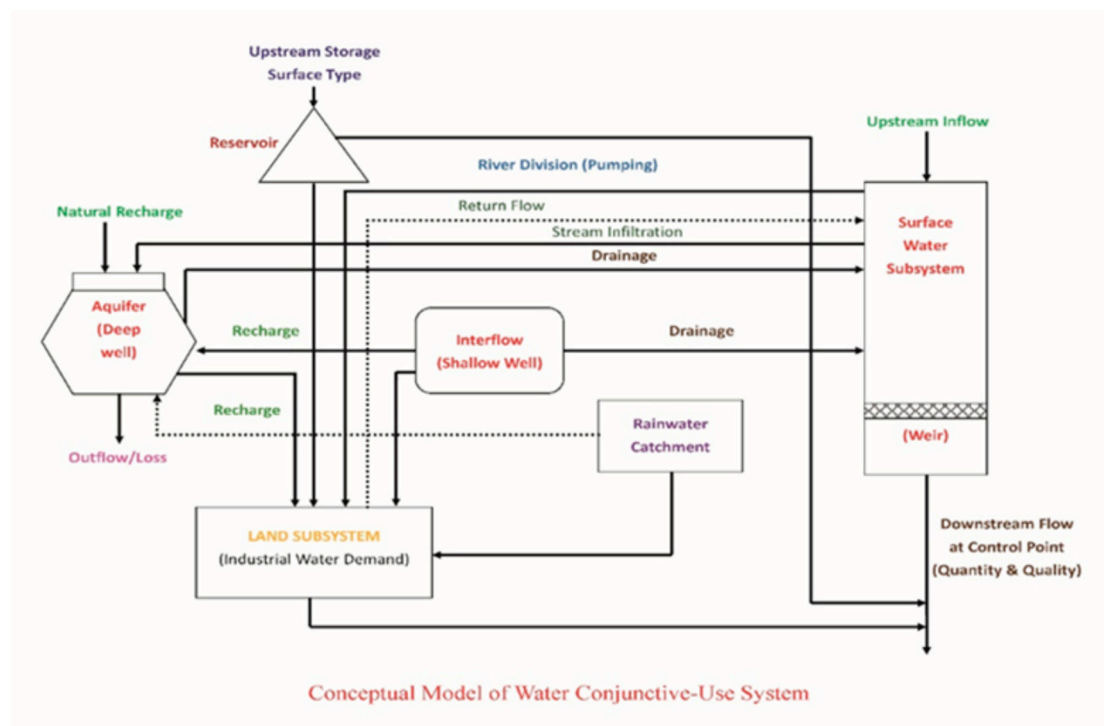 Upstream Storage
Surface Type
Reservoir
Upstream Inflow
River Division (Pumping)
Natural Recharge
Return Flow
Stream Infiltration
Drainage
Surface
Water
Subsystem
Aquifer
(Deep
well)
Recharge
Interflow
(Shallow Well)
Drainage
Recharge
Rainwater
Catchment
(Weir)
Outflow/Loss
LAND SUBSYSTEM
(Industrial Water Demand)
Downstream Flow
at Control Point
(Quantity & Quality)
Conceptual Model of Water Conjunctive-Use System